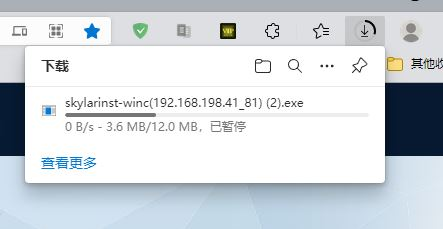 VIP
下载
其他收
skylarinst-winc(192.168.198.41_81) (2).exe
0 B/s - 3.6 MB/12.0 MB，已暂停
查看更多